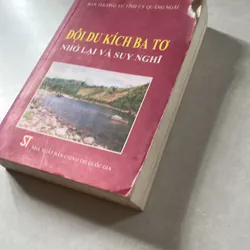 BAN THƯỜNG VỤ TỈNH ỦY QUẢNG NGÃI
ĐỘI DU KÍCH BA TƠ
NHỚ LẠI VÀ SUY NGHĨ
ST
NHÀ XUẤT BẢN CHÍNH TRỊ QUỐC GIA